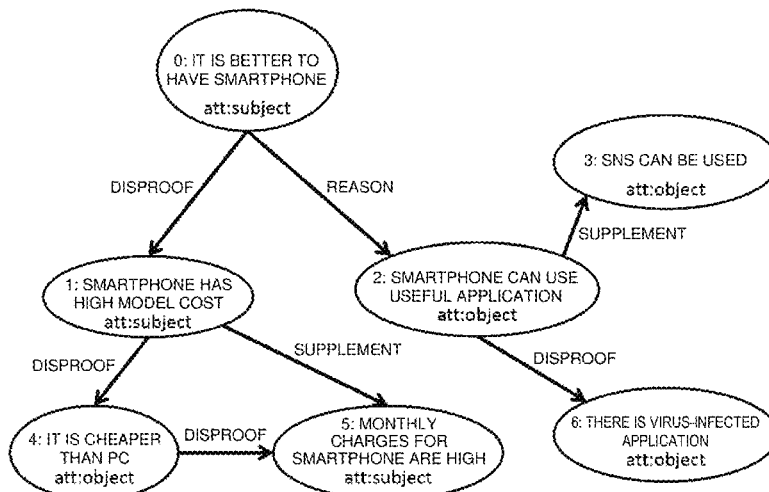 0: IT IS BETTER TO
HAVE SMARTPHONE
att:subject
DISPROOF
REASON
3: SNS CAN BE USED
att:object
SUPPLEMENT
1: SMARTPHONE HAS
HIGH MODEL COST
att:subject
2: SMARTPHONE CAN USE
USEFUL APPLICATION
att:object
DISPROOF
SUPPLEMENT
DISPROOF
4: IT IS CHEAPER
THAN PC
att:object
DISPROOF
5: MONTHLY
CHARGES FOR
SMARTPHONE ARE HIGH
att:subject
6: THERE IS VIRUS-INFECTED
APPLICATION
att:object